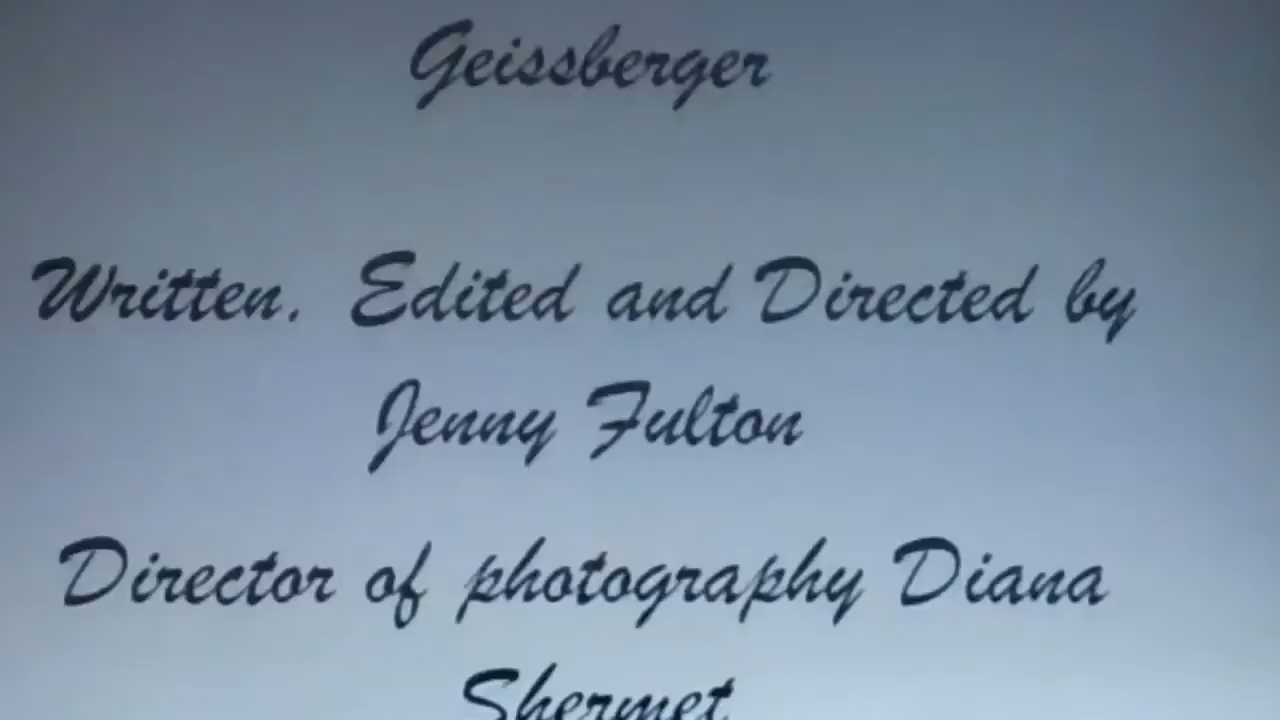 Geissberger
Written. Edited and Directed by
Jenny Fulton
Director of photography Diana
Shermet